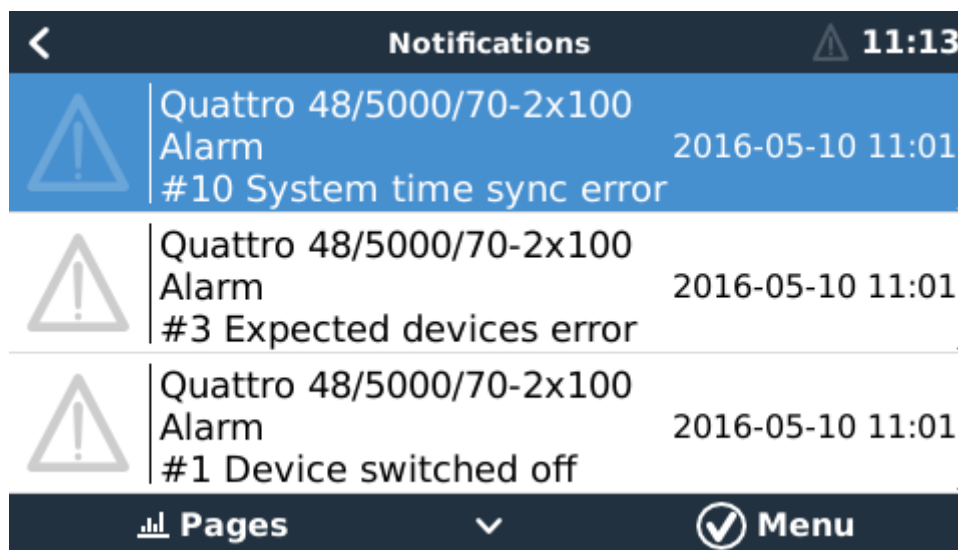 Notifications
11:13
Quattro 48/5000/70-2x100
Alarm 2016-05-10 11:01
#10 System time sync error
Quattro 48/5000/70-2x100
Alarm 2016-05-10 11:01
#3 Expected devices error
Quattro 48/5000/70-2x100
Alarm 2016-05-10 11:01
#1 Device switched off
Pages Menu